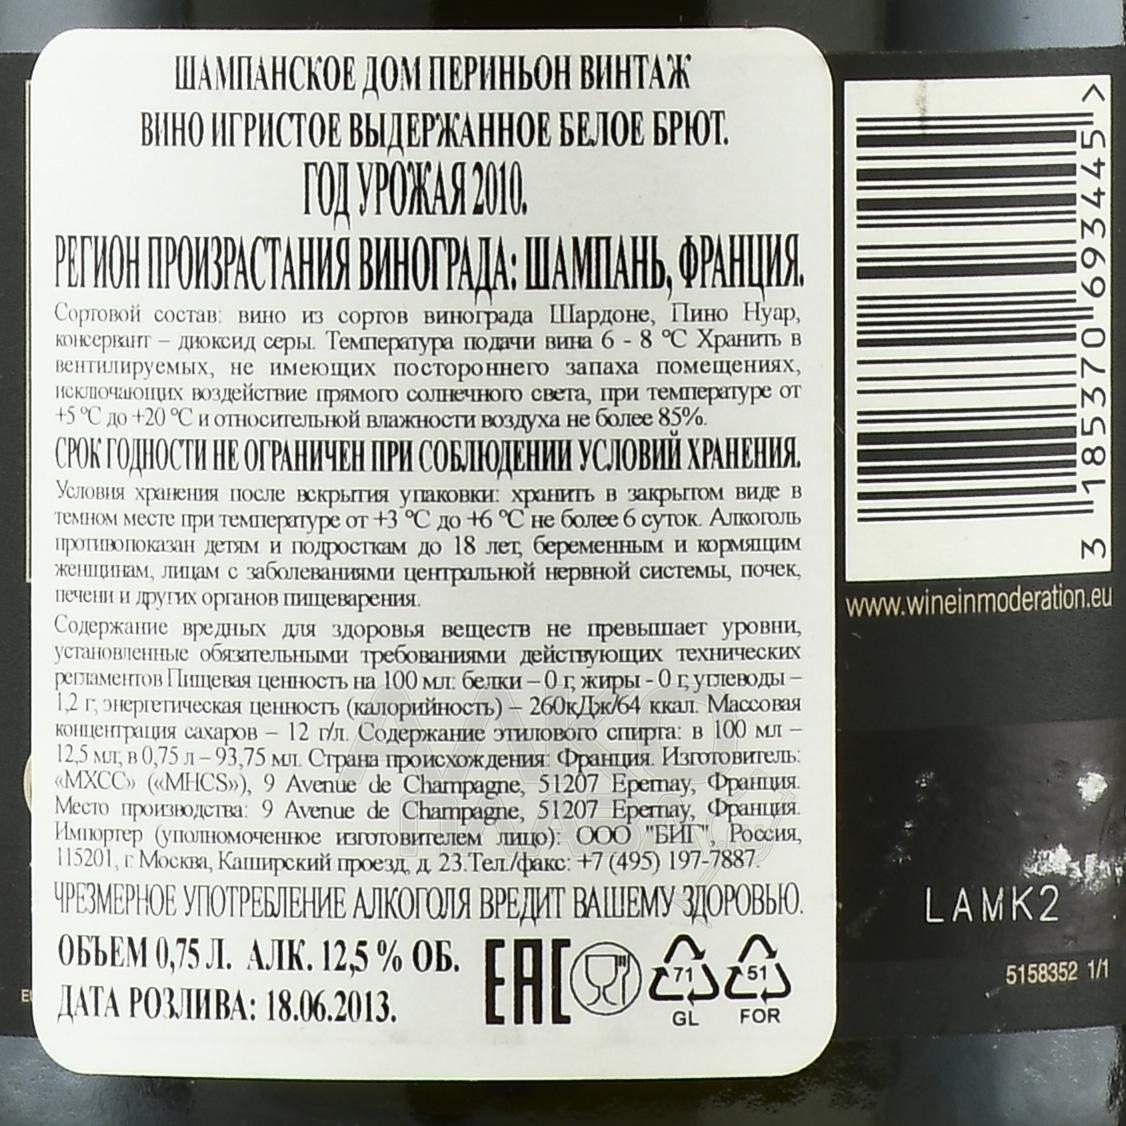 ШАМПАНСКОЕ ДОМ ПЕРИНЬОН ВИНТАЖ
ВИНО ИГРИСТОЕ ВЫДЕРЖАННОЕ БЕЛОЕ БРЮТ.
ГОД УРОЖАЯ 2010.
РЕГИОН ПРОИЗРАСТАНИЯ ВИНОГРАДА: ШАМПАНЬ, ФРАНЦИЯ.
Сортовой состав: вино из сортов винограда Шардоне, Пино Нуар,
консервант – диоксид серы. Температура подачи вина 6 - 8 °C Хранить в
вентилируемых, не имеющих постороннего запаха помещениях,
исключающих воздействие прямого солнечного света, при температуре от
+5 °C до +20 °C и относительной влажности воздуха не более 85%.
СРОК ГОДНОСТИ НЕ ОГРАНИЧЕН ПРИ СОБЛЮДЕНИИ УСЛОВИЙ ХРАНЕНИЯ.
Условия хранения после вскрытия упаковки: хранить в закрытом виде в
темном месте при температуре от +3 °C до +6 °C не более 6 суток. Алкоголь
противопоказан детям и подросткам до 18 лет, беременным и кормящим
женщинам, лицам с заболеваниями центральной нервной системы, почек,
печени и других органов пищеварения.
Содержание вредных для здоровья веществ не превышает уровни,
установленные обязательными требованиями действующих технических
регламентов Пищевая ценность на 100 мл: белки – 0 г, жиры - 0 г, углеводы –
1,2 г, энергетическая ценность (калорийность) – 260кДж/64 ккал. Массовая
концентрация сахаров – 12 г/л. Содержание этилового спирта: в 100 мл –
12,5 мл, в 0,75 л – 93,75 мл. Страна происхождения: Франция. Изготовитель:
«МХСС» («MHCS»), 9 Avenue de Champagne, 51207 Epernay, Франция.
Место производства: 9 Avenue de Champagne, 51207 Epernay, Франция.
Импортер (уполномоченное изготовителем лицо): ООО "БИГ", Россия,
115201, г. Москва, Каширский проезд, д. 23.Тел./факс: +7 (495) 197-7887.
ЧРЕЗМЕРНОЕ УПОТРЕБЛЕНИЕ АЛКОГОЛЯ ВРЕДИТ ВАШЕМУ ЗДОРОВЬЮ.
ОБЪЕМ 0,75 Л. АЛК. 12,5 % ОБ.
ДАТА РОЗЛИВА: 18.06.2013.
EAC
71
GL
51
FOR
3 185370 693445 >
www.wineinmoderation.eu
LAMK2
5158352 1/1